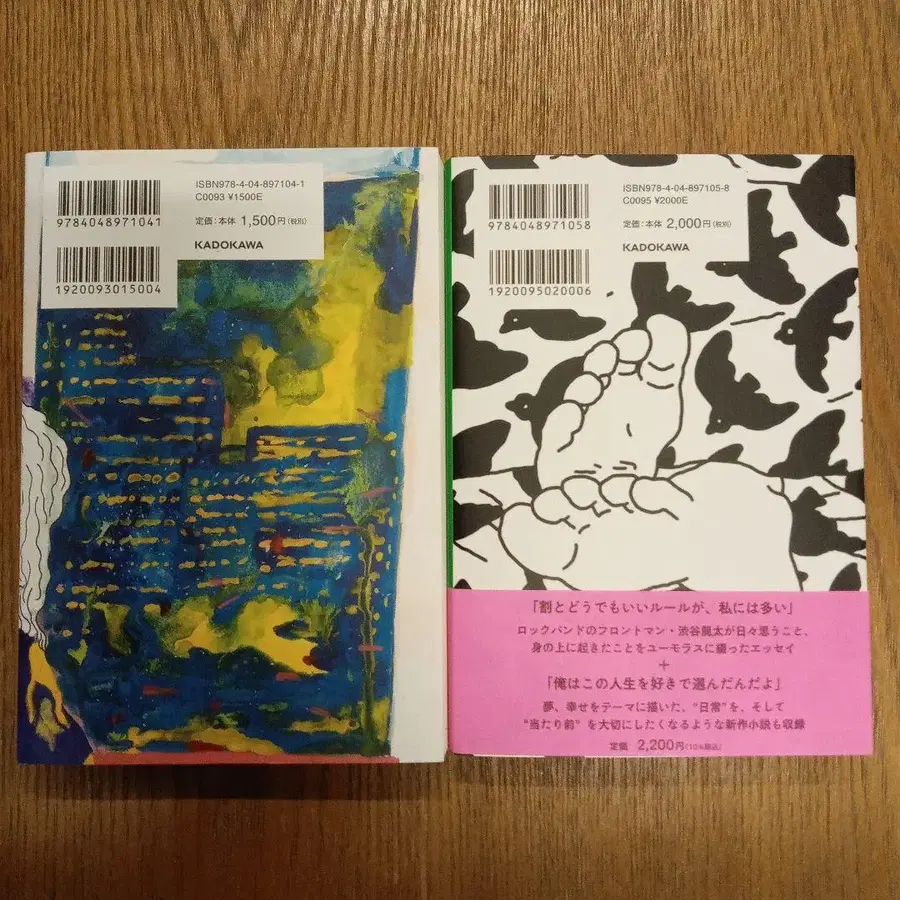 ISBN978-4-04-897104-1
C0093 ¥1500E
定価:本体 1,500円(税別)
KADOKAWA
9784048971041
1920093015004
ISBN978-4-04-897105-8
C0095 ¥2000E
定価:本体 2,000円(税別)
KADOKAWA
9784048971058
1920095020006
「割とどうでもいいルールが、私には多い」
ロックバンドのフロントマン・渋谷龍太が日々思うこと、
身の上に起きたことをユーモラスに綴ったエッセイ
+
「俺はこの人生を好きで選んだんだよ」
夢、幸せをテーマに描いた、“日常”を、そして
“当たり前”を大切にしたくなるような新作小説も収録
定価 2,200円(10%税込)